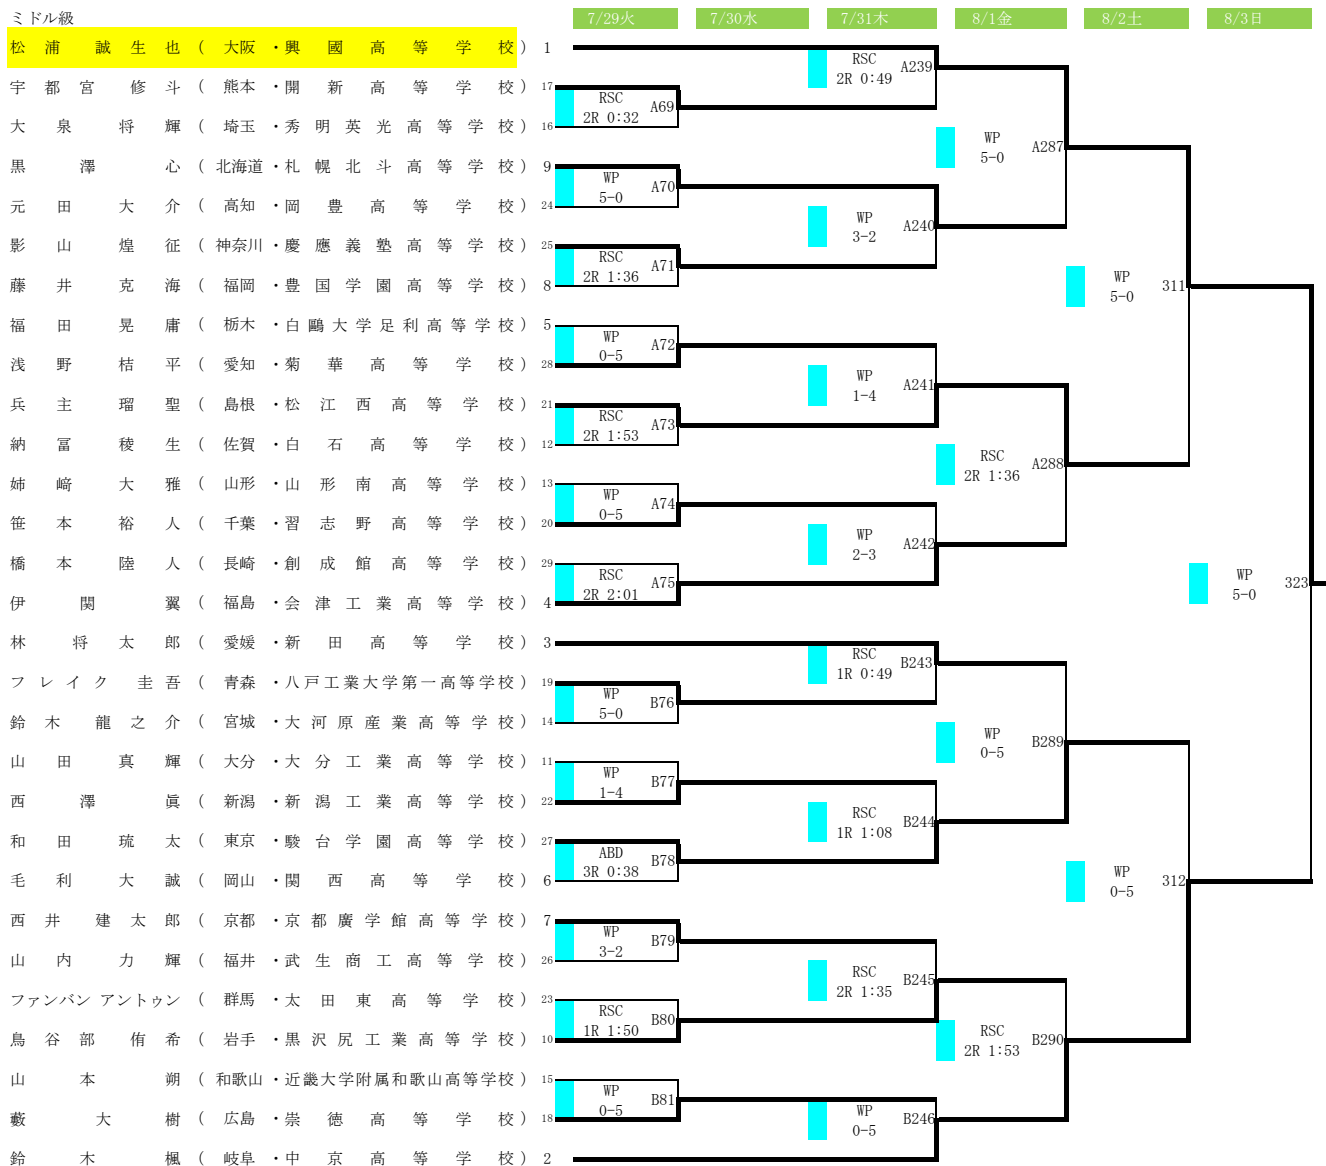 ミドル級 7/29火 7/30水 7/31木 8/1金 8/2土 8/3日
松浦 誠生也 ( 大阪 ・ 興國高等学校 ) 1
宇都宮 修斗 ( 熊本 ・ 開新高等学校 ) 17
大泉 将輝 ( 埼玉 ・ 秀明英光高等学校 ) 16
黒澤 心 ( 北海道 ・ 札幌北斗高等学校 ) 9
元田 大介 ( 高知 ・ 岡豊高等学校 ) 24
影山 煌征 ( 神奈川 ・ 慶應義塾高等学校 ) 25
藤井 克海 ( 福岡 ・ 豊国学園高等学校 ) 8
福田 晃庸 ( 栃木 ・ 白鷗大学足利高等学校 ) 5
浅野 桔平 ( 愛知 ・ 菊華高等学校 ) 28
兵主 瑠聖 ( 島根 ・ 松江西高等学校 ) 21
納冨 稜生 ( 佐賀 ・ 白石高等学校 ) 12
姉﨑 大雅 ( 山形 ・ 山形南高等学校 ) 13
笹本 裕人 ( 千葉 ・ 習志野高等学校 ) 20
橋本 陸人 ( 長崎 ・ 創成館高等学校 ) 29
伊関 翼 ( 福島 ・ 会津工業高等学校 ) 4
林 将太郎 ( 愛媛 ・ 新田高等学校 ) 3
フレイク 圭吾 ( 青森 ・ 八戸工業大学第一高等学校 ) 19
鈴木 龍之介 ( 宮城 ・ 大河原産業高等学校 ) 14
山田 真輝 ( 大分 ・ 大分工業高等学校 ) 11
西澤 眞 ( 新潟 ・ 新潟工業高等学校 ) 22
和田 琉太 ( 東京 ・ 駿台学園高等学校 ) 27
毛利 大誠 ( 岡山 ・ 関西高等学校 ) 6
西井 建太郎 ( 京都 ・ 京都廣学館高等学校 ) 7
山内 力輝 ( 福井 ・ 武生商工高等学校 ) 26
ファンバン アントゥン ( 群馬 ・ 太田東高等学校 ) 23
鳥谷部 侑希 ( 岩手 ・ 黒沢尻工業高等学校 ) 10
山本 朔 ( 和歌山 ・ 近畿大学附属和歌山高等学校 ) 15
藪 大樹 ( 広島 ・ 崇徳高等学校 ) 18
鈴木 楓 ( 岐阜 ・ 中京高等学校 ) 2
RSC
2R 0:32 A69
WP
5-0 A70
RSC
2R 1:36 A71
WP
0-5 A72
RSC
2R 1:53 A73
WP
0-5 A74
RSC
2R 2:01 A75
WP
5-0 B76
WP
1-4 B77
ABD
3R 0:38 B78
WP
3-2 B79
RSC
1R 1:50 B80
WP
0-5 B81
RSC
2R 0:49 A239
WP
3-2 A240
WP
1-4 A241
WP
2-3 A242
RSC
1R 0:49 B243
RSC
1R 1:08 B244
RSC
2R 1:35 B245
WP
0-5 B246
WP
5-0 A287
RSC
2R 1:36 A288
WP
0-5 B289
RSC
2R 1:53 B290
WP
5-0 311
WP
0-5 312
WP
5-0 323